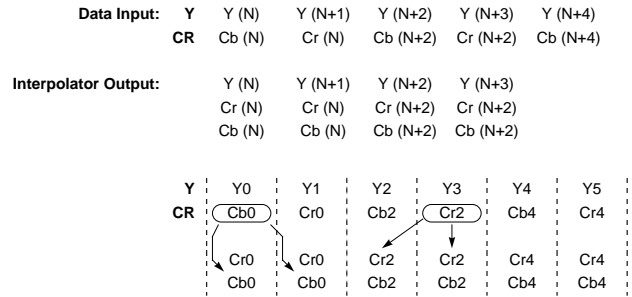 Data Input: Y Y (N) Y (N+1) Y (N+2) Y (N+3) Y (N+4)
CR Cb (N) Cr (N) Cb (N+2) Cr (N+2) Cb (N+4)
Interpolator Output: Y (N) Y (N+1) Y (N+2) Y (N+3)
Cr (N) Cr (N) Cr (N+2) Cr (N+2)
Cb (N) Cb (N) Cb (N+2) Cb (N+2)
Y Y0 Y1 Y2 Y3 Y4 Y5
CR Cb0 Cr0 Cb2 Cr2 Cb4 Cr4
Cr0 Cr0 Cr2 Cr2 Cr4 Cr4
Cb0 Cb0 Cb2 Cb2 Cb4 Cb4